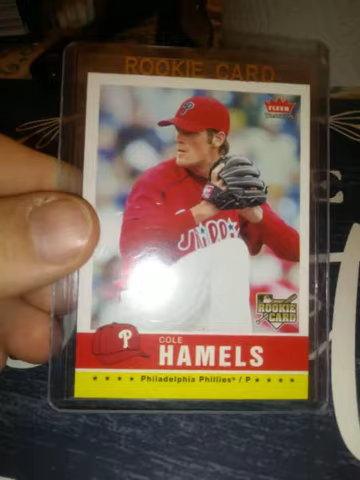 ROOKIE CARD
FLEER
P
ROOKIE
CARD
P
COLE
HAMELS
★ ★ ★ ★ Philadelphia Phillies® / P ★ ★ ★ ★ ★